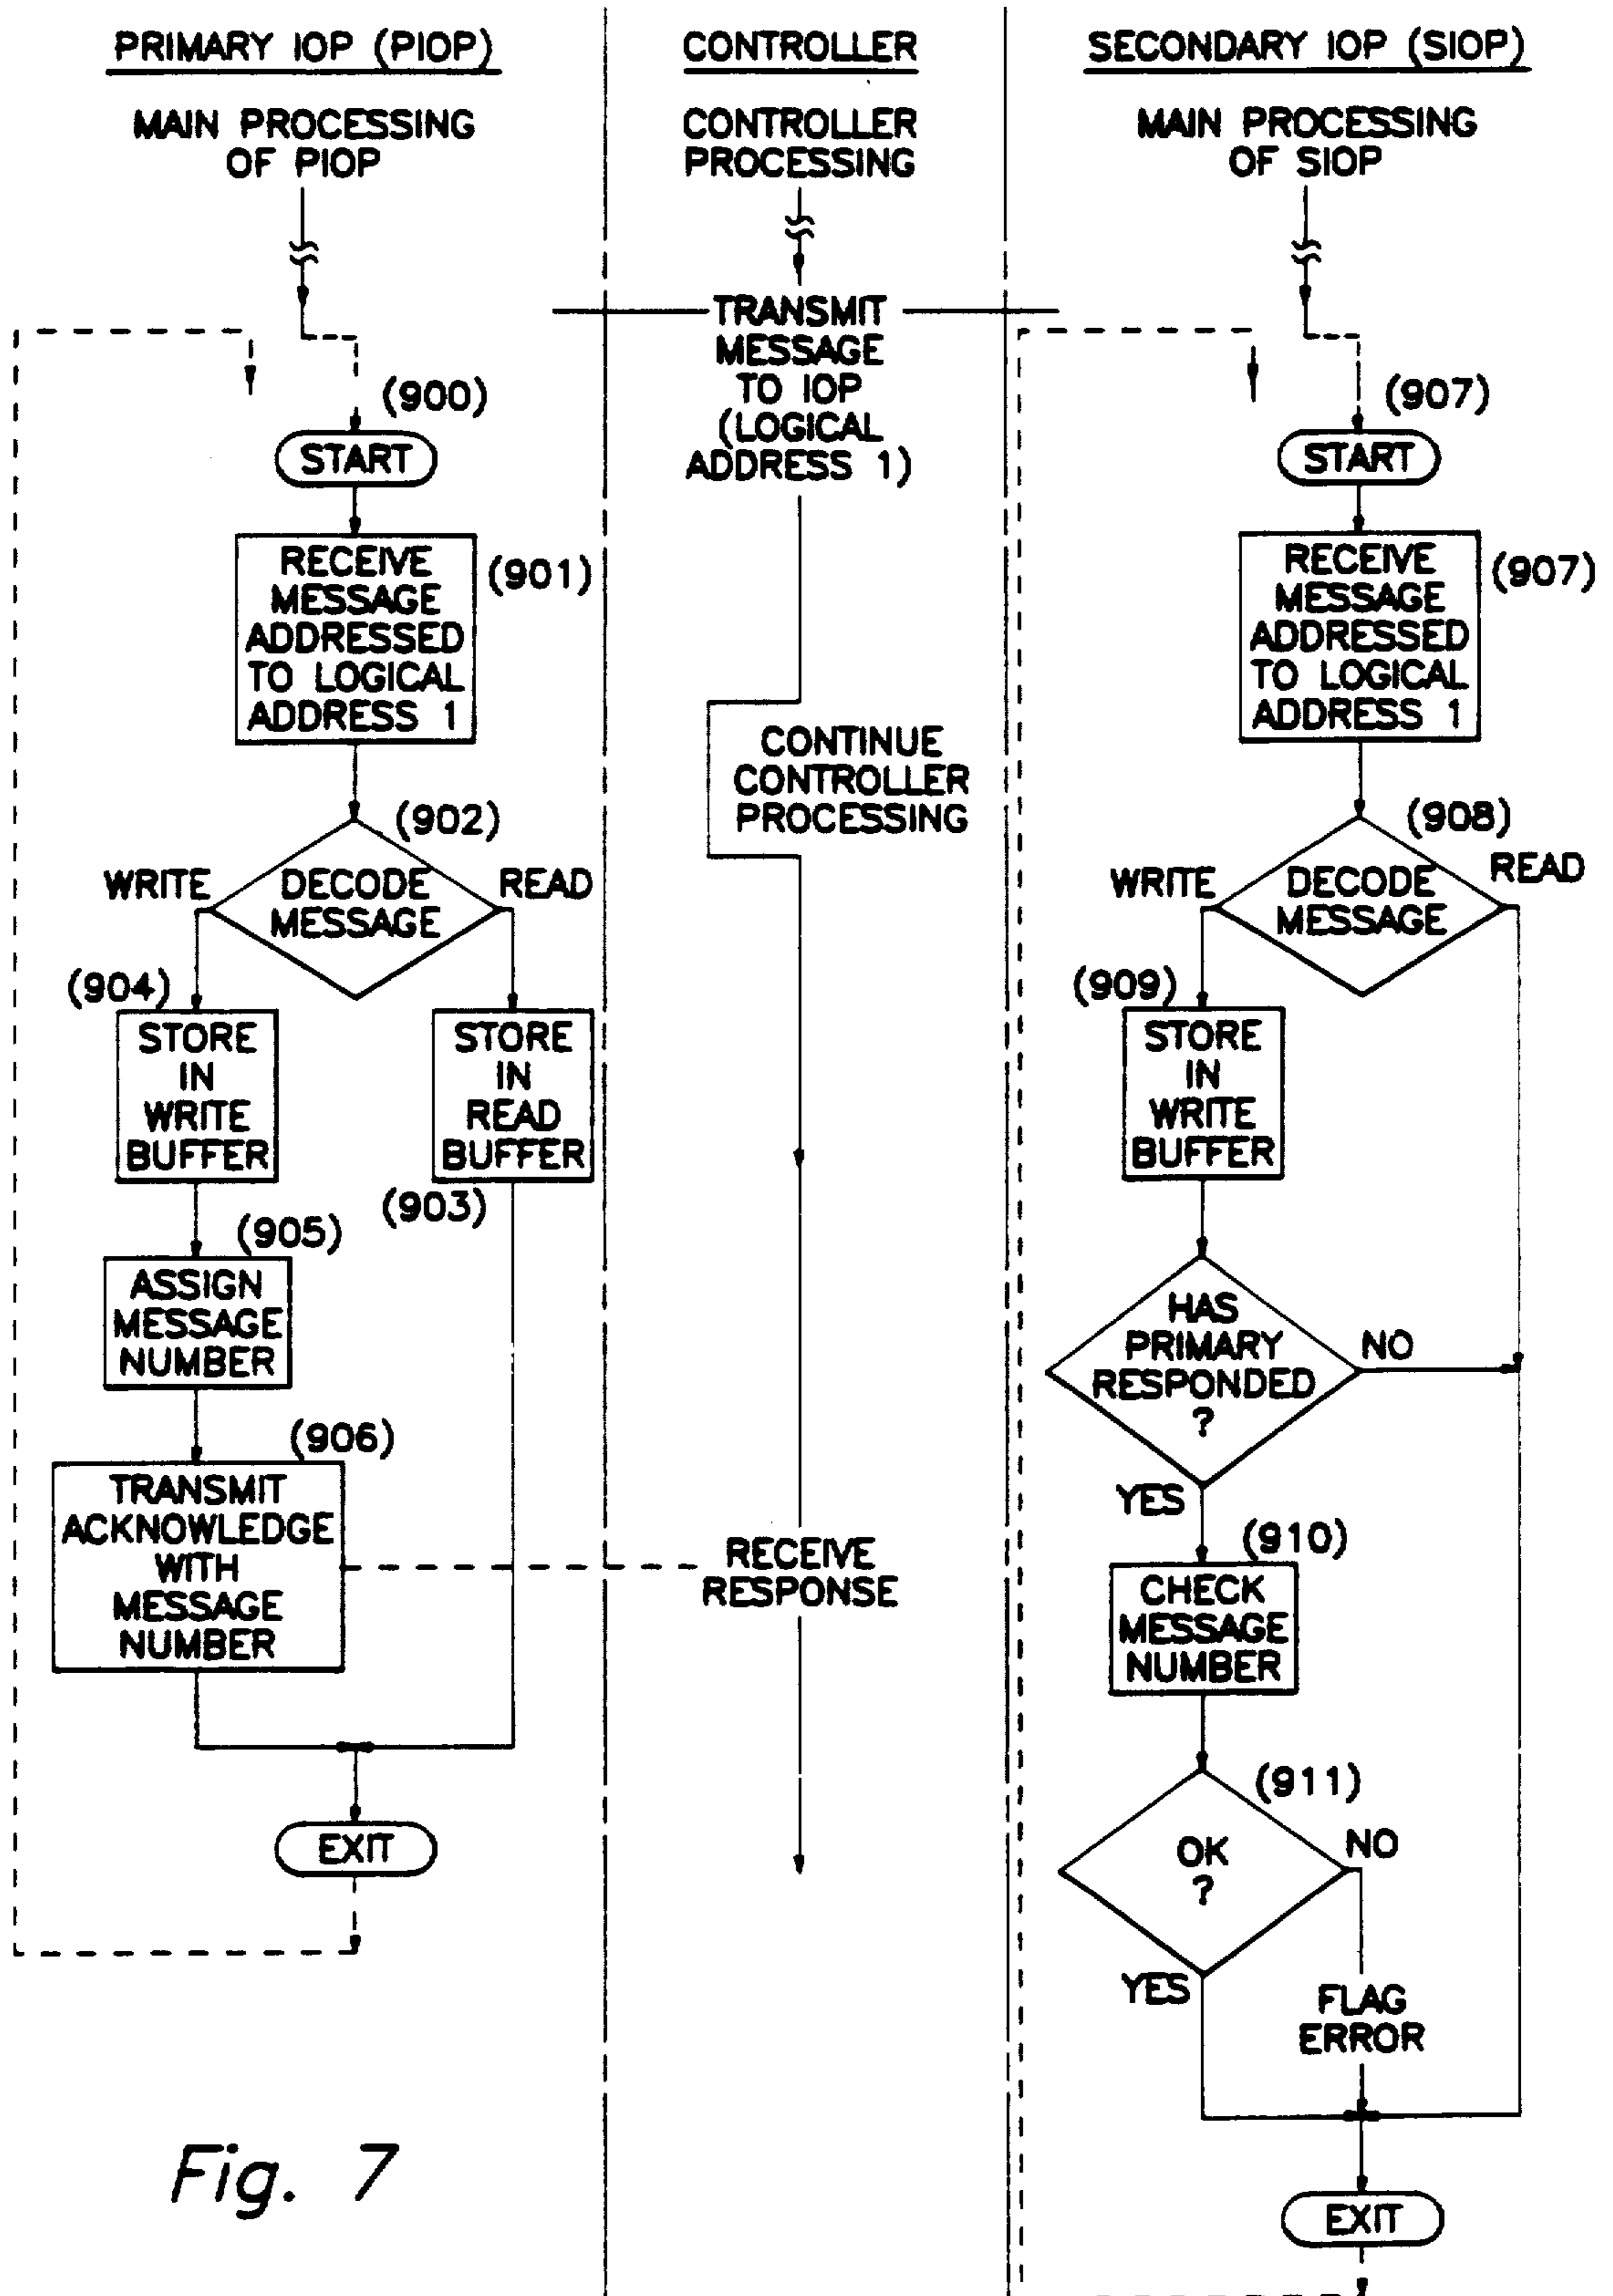 PRIMARY IOP (PIOP)
MAIN PROCESSING
OF PIOP
(900)
START
RECEIVE
MESSAGE
ADDRESSED
TO LOGICAL
ADDRESS 1
(901)
(902)
WRITE
DECODE
MESSAGE
READ
(904)
STORE
IN
WRITE
BUFFER
STORE
IN
READ
BUFFER
(903)
(905)
ASSIGN
MESSAGE
NUMBER
(906)
TRANSMIT
ACKNOWLEDGE
WITH
MESSAGE
NUMBER
EXIT
CONTROLLER
CONTROLLER
PROCESSING
TRANSMIT
MESSAGE
TO IOP
(LOGICAL
ADDRESS 1)
CONTINUE
CONTROLLER
PROCESSING
RECEIVE
RESPONSE
SECONDARY IOP (SIOP)
MAIN PROCESSING
OF SIOP
(907)
START
RECEIVE
MESSAGE
ADDRESSED
TO LOGICAL
ADDRESS 1
(907)
(908)
WRITE
DECODE
MESSAGE
READ
(909)
STORE
IN
WRITE
BUFFER
HAS
PRIMARY
RESPONDED
?
NO
YES
(910)
CHECK
MESSAGE
NUMBER
(911)
OK
?
NO
YES
FLAG
ERROR
EXIT
Fig. 7